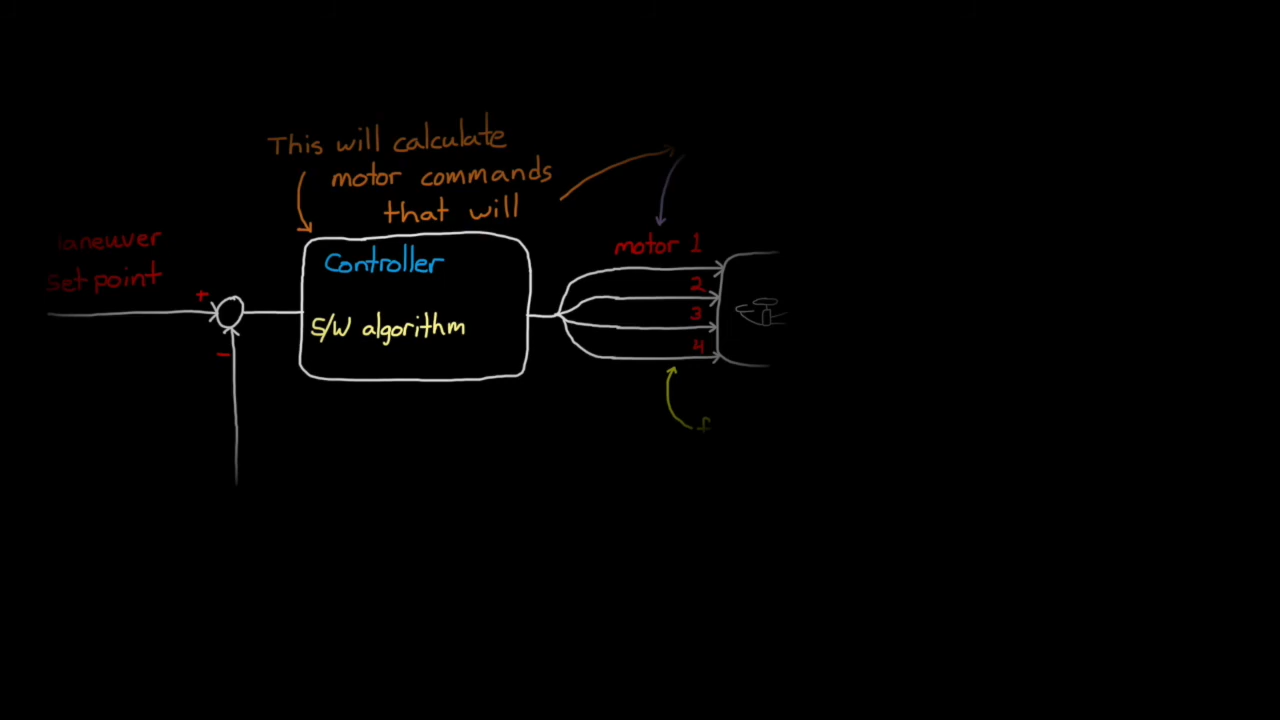 This will calculate
motor commands
that will
aneuver
Set point
+
-
Controller
S/W algorithm
motor 1
2
3
4
f